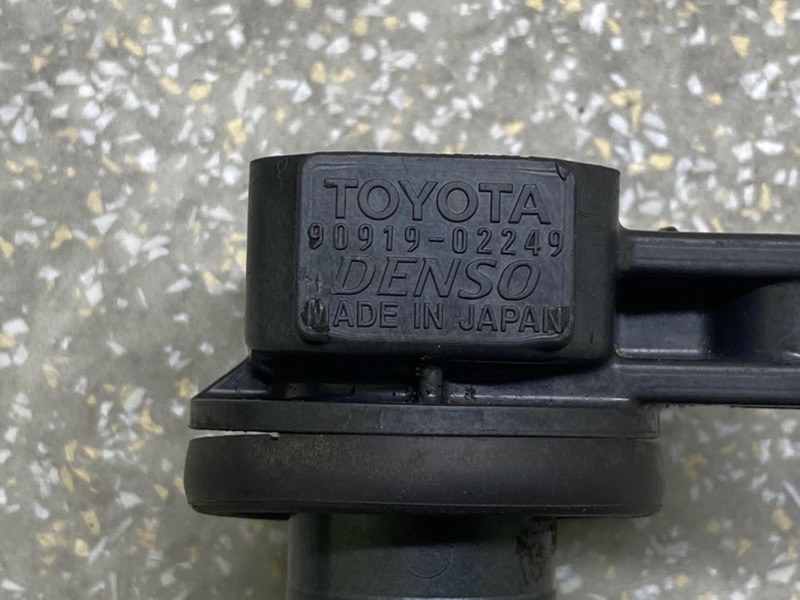 TOYOTA
90919-02249
DENSO
MADE IN JAPAN